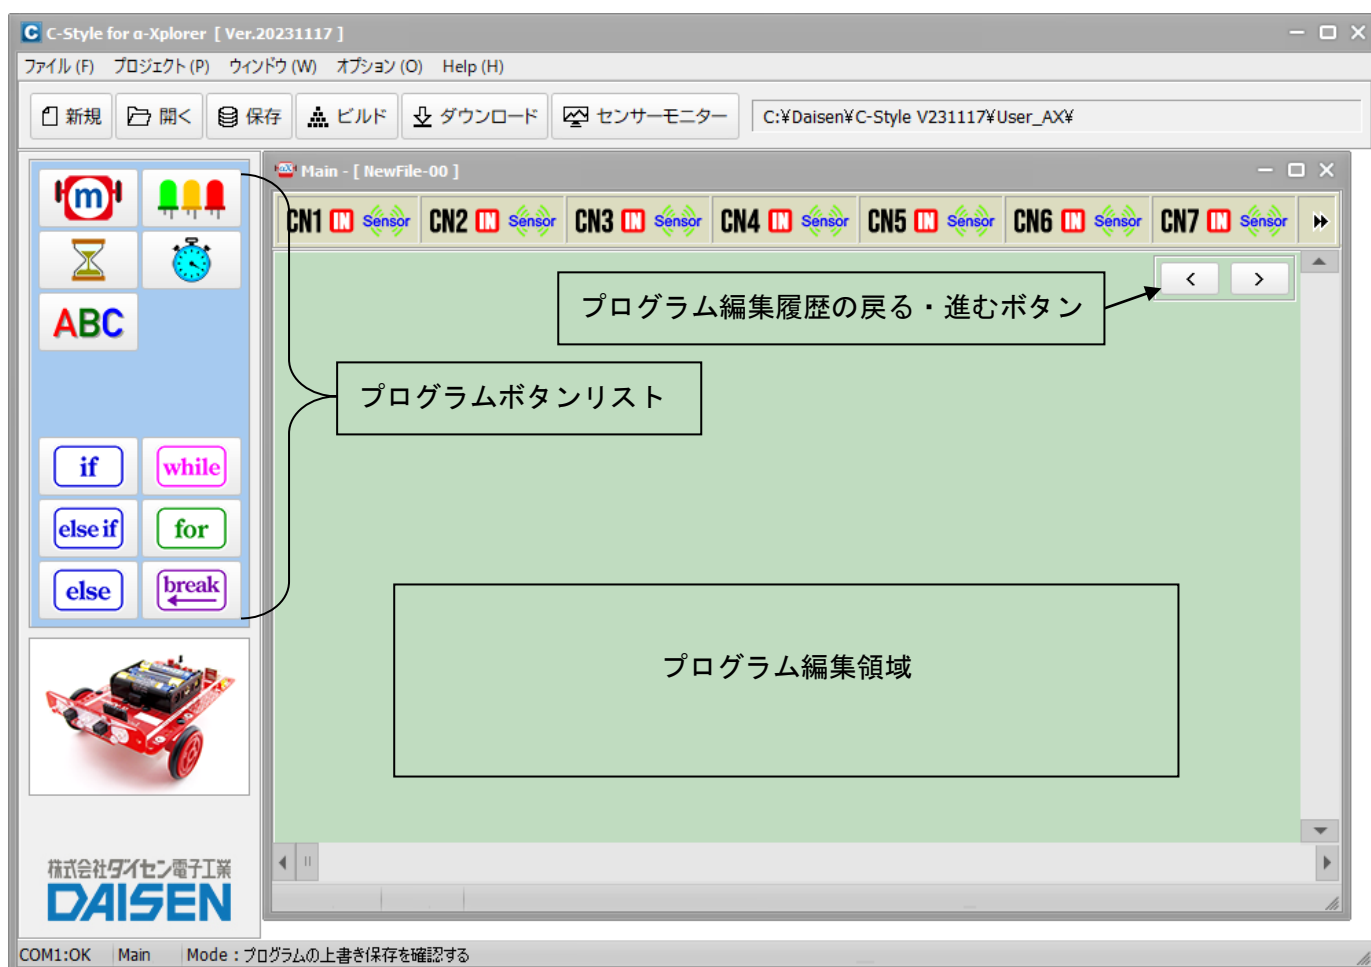 C-Style for α-Xplorer [ Ver.20231117 ]
ファイル (F) プロジェクト (P) ウィンドウ (W) オプション (O) Help (H)
新規 開く 保存 ビルド ダウンロード センサーモニター C:¥Daisen¥C-Style V231117¥User_AX¥
Main - [ NewFile-00 ]
m
CN1 IN Sensor CN2 IN Sensor CN3 IN Sensor CN4 IN Sensor CN5 IN Sensor CN6 IN Sensor CN7 IN Sensor
プログラム編集履歴の戻る・進むボタン
ABC
プログラムボタンリスト
if while
else if for
else break
プログラム編集領域
株式会社ダイセン電子工業
DAISEN
COM1:OK Main Mode : プログラムの上書き保存を確認する